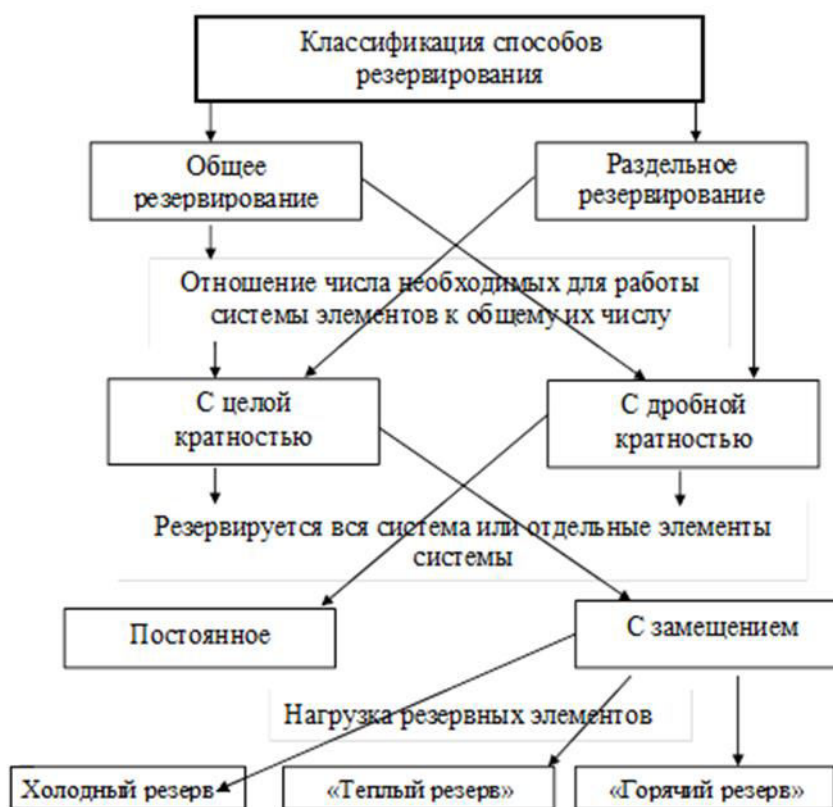 Классификация способов
резервирования
Общее
резервирование
Раздельное
резервирование
Отношение числа необходимых для работы
системы элементов к общему их числу
С целой
кратностью
С дробной
кратностью
Резервируется вся система или отдельные элементы
системы
Постоянное
С замещением
Нагрузка резервных элементов
Холодный резерв
«Теплый резерв»
«Горячий резерв»